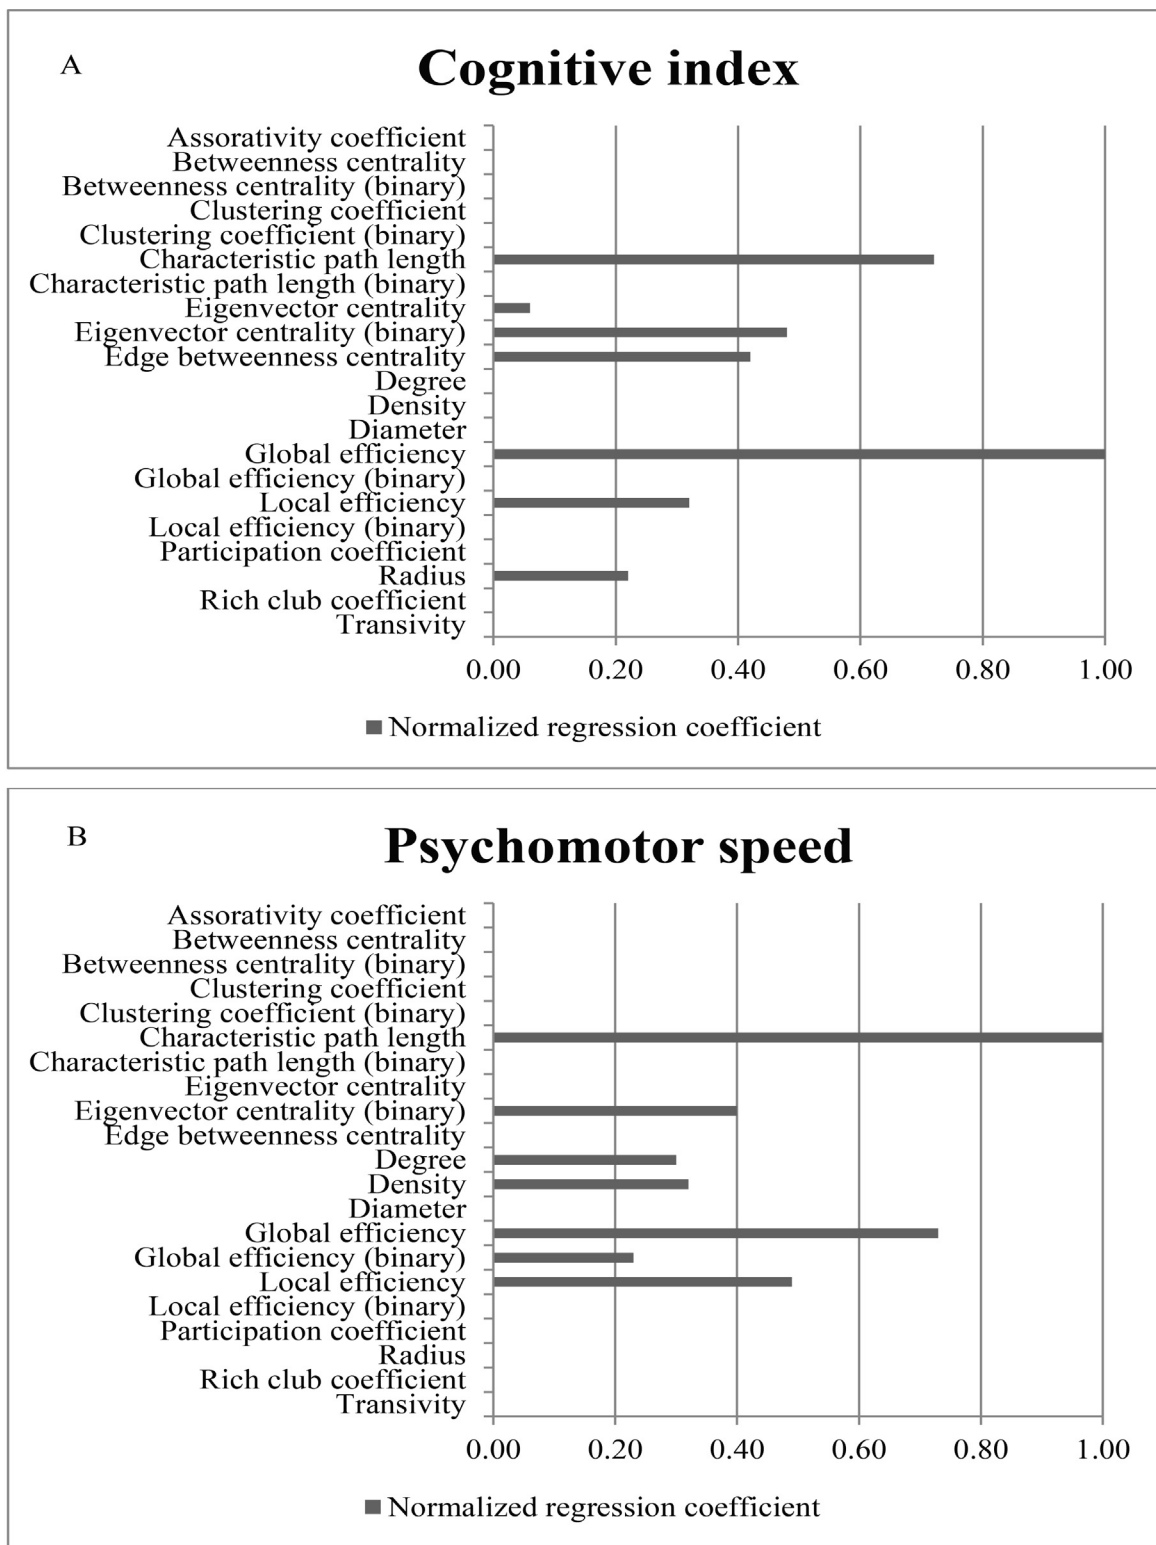 A
Cognitive index
Assorativity coefficient
Betweenness centrality
Betweenness centrality (binary)
Clustering coefficient
Clustering coefficient (binary)
Characteristic path length
Characteristic path length (binary)
Eigenvector centrality
Eigenvector centrality (binary)
Edge betweenness centrality
Degree
Density
Diameter
Global efficiency
Global efficiency (binary)
Local efficiency
Local efficiency (binary)
Participation coefficient
Radius
Rich club coefficient
Transivity
0.00 0.20 0.40 0.60 0.80 1.00
Normalized regression coefficient
B
Psychomotor speed
Assorativity coefficient
Betweenness centrality
Betweenness centrality (binary)
Clustering coefficient
Clustering coefficient (binary)
Characteristic path length
Characteristic path length (binary)
Eigenvector centrality
Eigenvector centrality (binary)
Edge betweenness centrality
Degree
Density
Diameter
Global efficiency
Global efficiency (binary)
Local efficiency
Local efficiency (binary)
Participation coefficient
Radius
Rich club coefficient
Transivity
0.00 0.20 0.40 0.60 0.80 1.00
Normalized regression coefficient